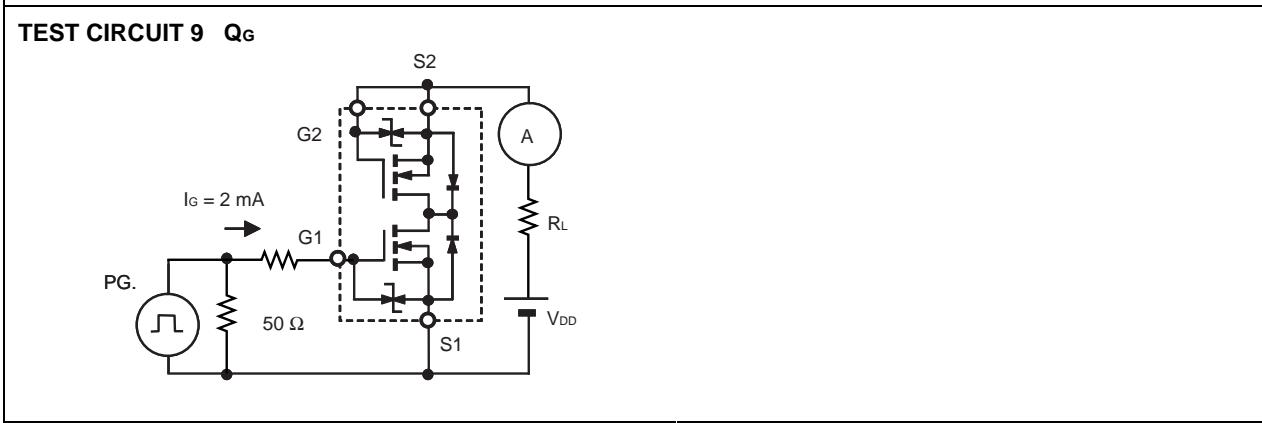 TEST CIRCUIT 9 QG
S2
G2
A
IG = 2 mA
G1
RL
PG.
50 Ω
VDD
S1